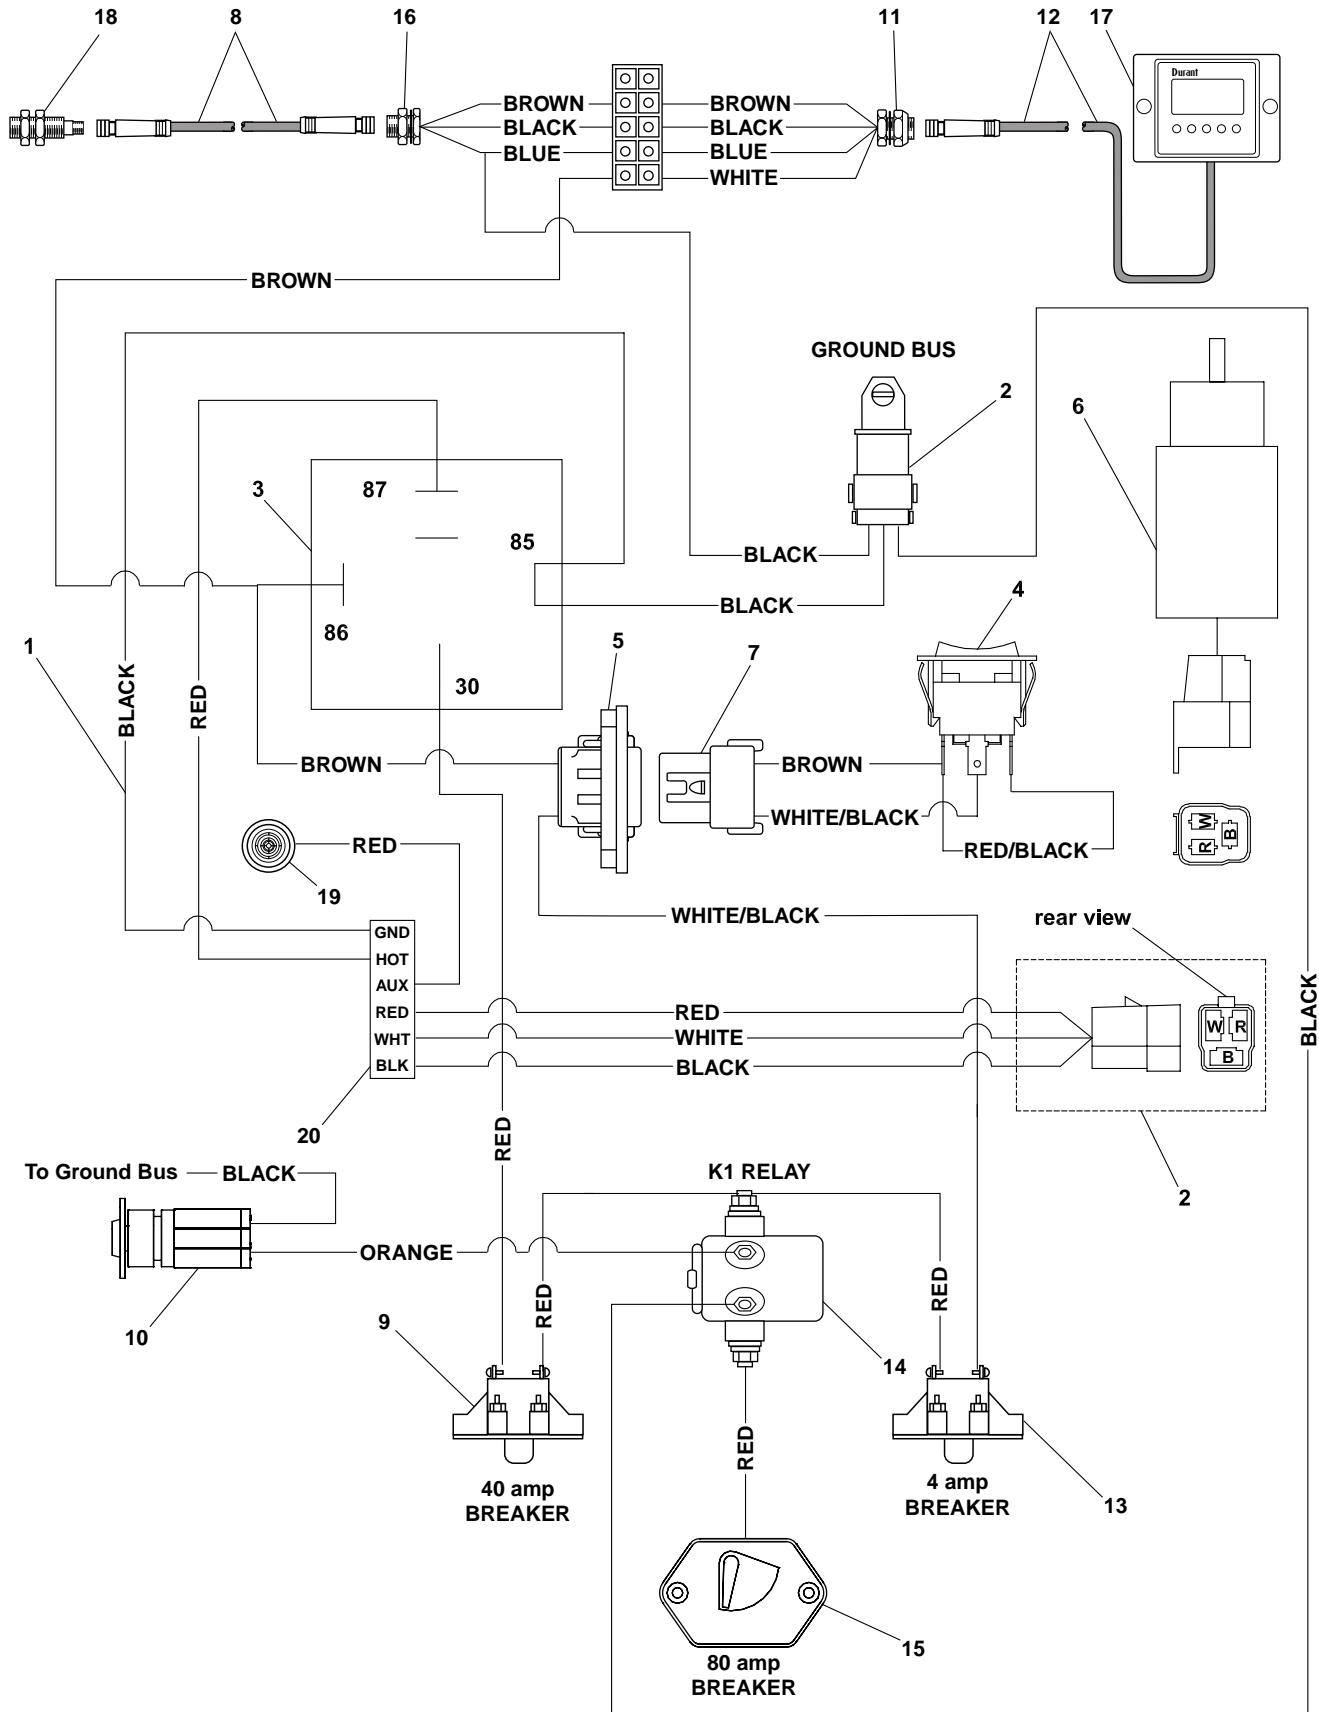 18 8 16 11 12 17
Durant
BROWN BROWN
BLACK BLACK
BLUE BLUE
WHITE
BROWN
GROUND BUS
2
6
3
87
85
BLACK
BLACK
86
4
1
5
7
30
BLACK
RED
BROWN BROWN
WHITE/BLACK
W
B
R
RED
RED/BLACK
19
WHITE/BLACK
rear view
GND
HOT
AUX
RED
WHT
BLK
RED
WHITE
BLACK
W R
B
BLACK
20
RED
To Ground Bus BLACK
K1 RELAY
2
ORANGE
RED
RED
10
9
14
RED
40 amp
BREAKER
4 amp
BREAKER
13
15
80 amp
BREAKER